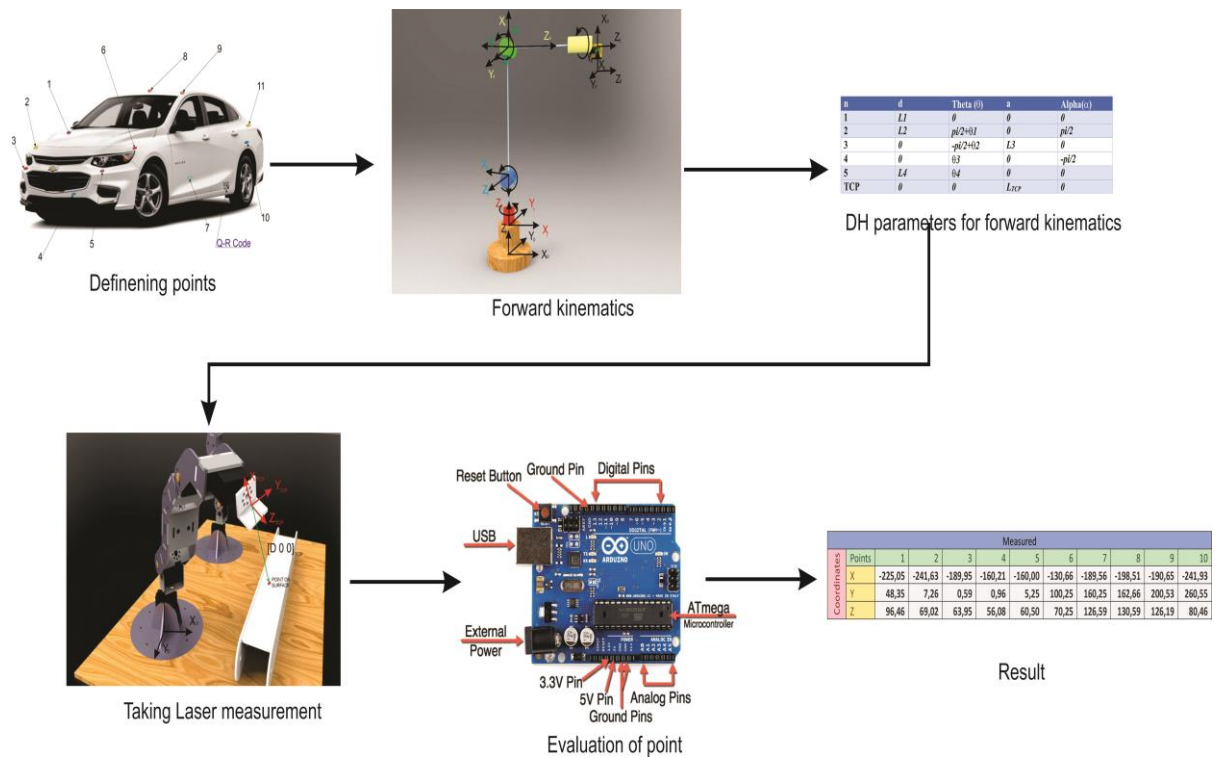 6
8
9
1
11
2
3
7
10
5
4
Q-R Code
Definening points
Forward kinematics
n d Theta (θ) a Alpha(α)
1 L1 0 0 0
2 L2 pi/2+θ1 0 pi/2
3 0 -pi/2+θ2 L3 0
4 0 θ3 0 -pi/2
5 L4 θ4 0 0
TCP 0 0 LTCP 0
DH parameters for forward kinematics
[D 0 0]
POINT ON
SURFACE
Taking Laser measurement
Reset Button
Ground Pin
Digital Pins
USB
ARDUINO
UNO
ATmega
Microcontroller
External
Power
3.3V Pin
5V Pin
Ground Pins
Analog Pins
Evaluation of point
Measured
Coordinates
Points 1 2 3 4 5 6 7 8 9 10
X -225,05 -241,63 -189,95 -160,21 -160,00 -130,66 -189,56 -198,51 -190,65 -241,93
Y 48,35 7,26 0,59 0,96 5,25 100,25 160,25 162,66 200,53 260,55
Z 96,46 69,02 63,95 56,08 60,50 70,25 126,59 130,59 126,19 80,46
Result